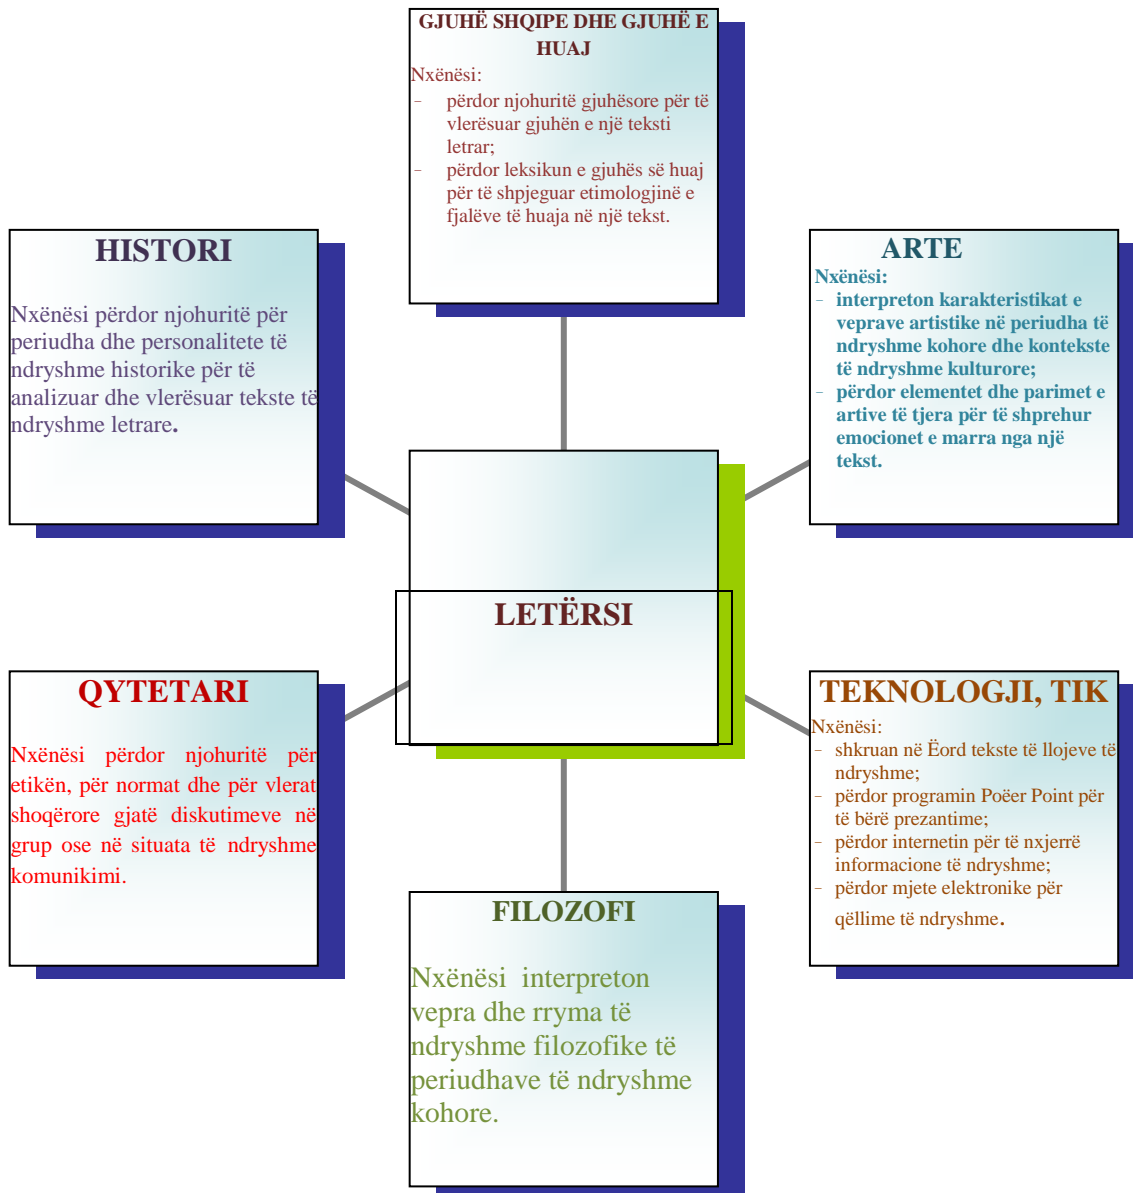 GJUHË SHQIPE DHE GJUHË E
HUAJ
Nxënësi:
- përdor njohuritë gjuhësore për të
vlerësuar gjuhën e një teksti
letrar;
- përdor leksikun e gjuhës së huaj
për të shpjeguar etimologjinë e
fjalëve të huaja në një tekst.
HISTORI
Nxënësi përdor njohuritë për
periudha dhe personalitete të
ndryshme historike për të
analizuar dhe vlerësuar tekste të
ndryshme letrare.
ARTE
Nxënësi:
- interpreton karakteristikat e
veprave artistike në periudha të
ndryshme kohore dhe kontekste
të ndryshme kulturore;
- përdor elementet dhe parimet e
artive të tjera për të shprehur
emocionet e marra nga një
tekst.
LETËRSI
QYTETARI
Nxënësi përdor njohuritë për
etikën, për normat dhe për vlerat
shoqërore gjatë diskutimeve në
grup ose në situata të ndryshme
komunikimi.
TEKNOLOGJI, TIK
Nxënësi:
- shkruan në Ëord tekste të llojeve të
ndryshme;
- përdor programin Poëer Point për
të bërë prezantime;
- përdor internetin për të nxjerrë
informacione të ndryshme;
- përdor mjete elektronike për
qëllime të ndryshme.
FILOZOFI
Nxënësi interpreton
vepra dhe rryma të
ndryshme filozofike të
periudhave të ndryshme
kohore.